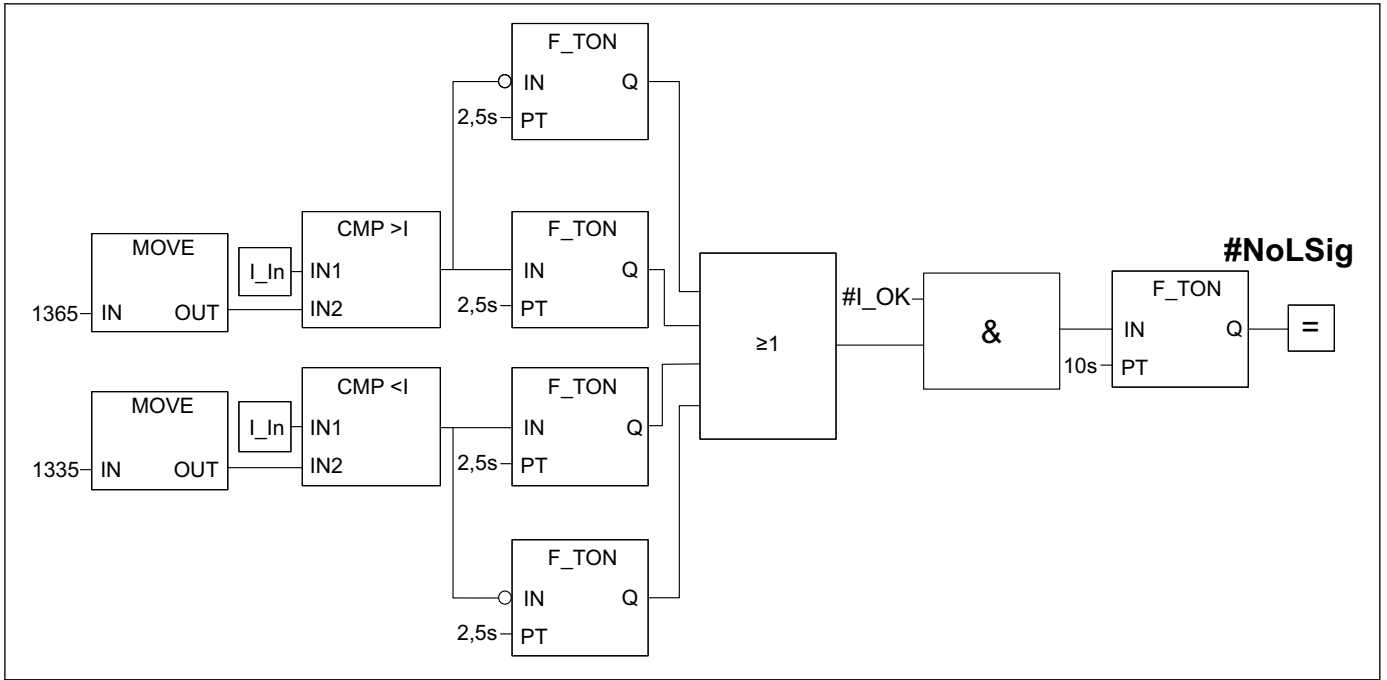 F_TON
IN Q
2,5s PT
MOVE
1365 IN OUT
CMP >I
I_In IN1
IN2
F_TON
IN Q
2,5s PT
MOVE
1335 IN OUT
CMP <I
I_In IN1
IN2
F_TON
IN Q
2,5s PT
F_TON
IN Q
2,5s PT
≥1
#I_OK
&
#NoLSig
F_TON
IN Q
10s PT
=